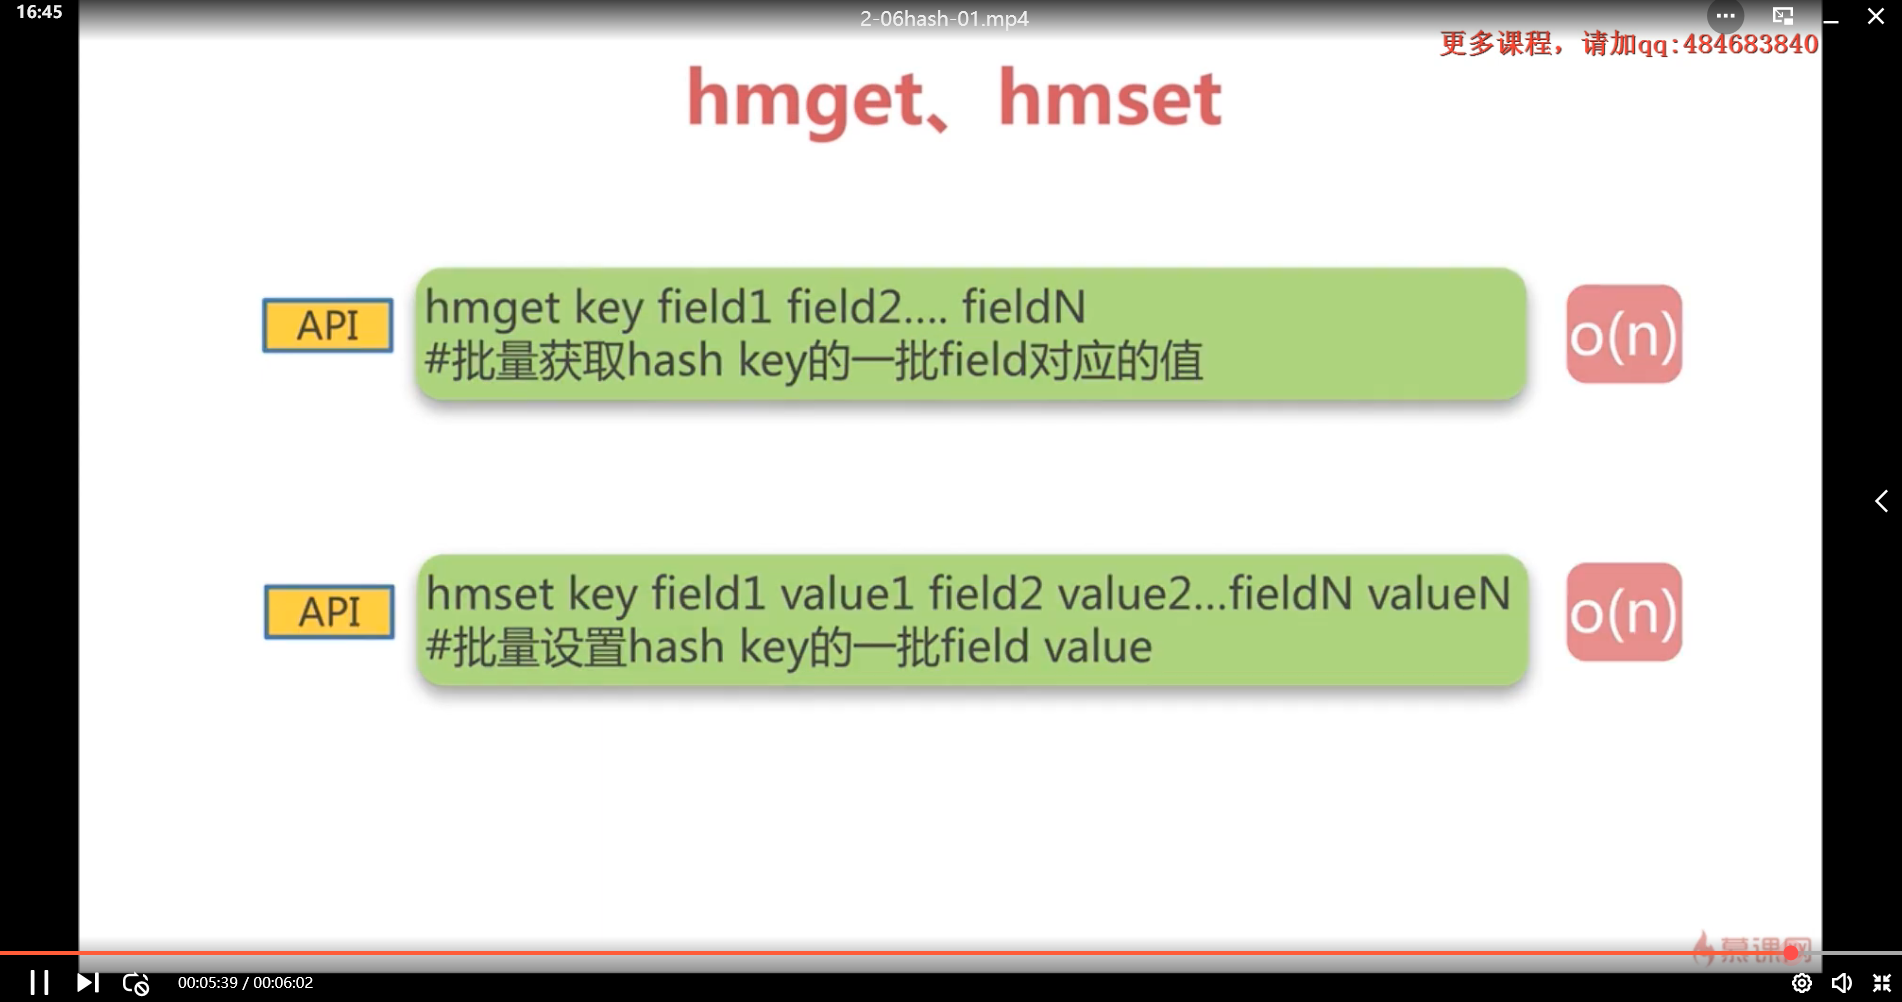 16:45
2-06hash-01.mp4
更多课程，请加qq:484683840
hmget、hmset
API
hmget key field1 field2.... fieldN
#批量获取hash key的一批field对应的值
o(n)
API
hmset key field1 value1 field2 value2...fieldN valueN
#批量设置hash key的一批field value
o(n)
慕课网
00:05:39 / 00:06:02